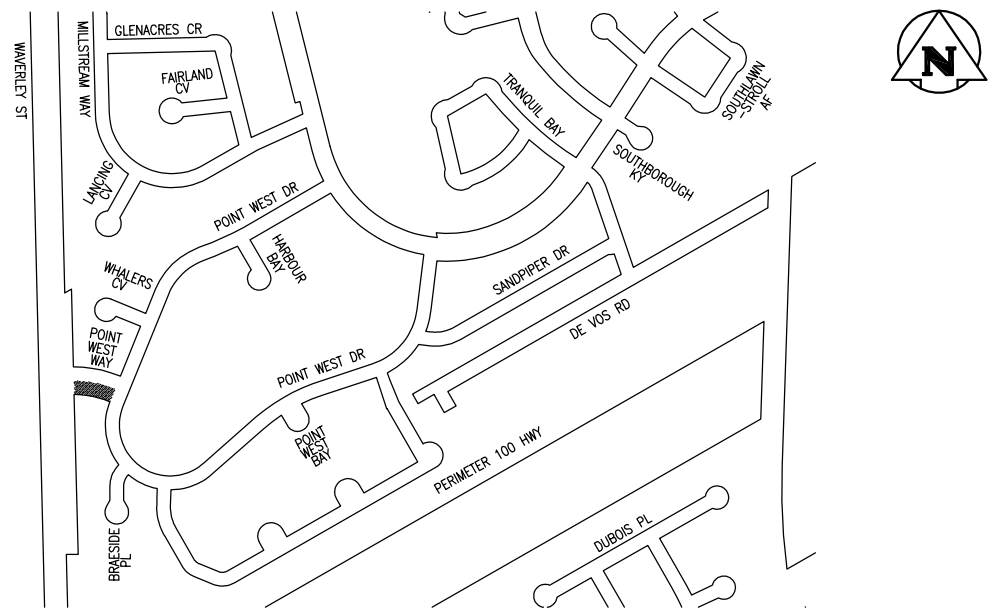 GLENACRES CR
MILLSTREAM WAY
WAVERLEY ST
FAIRLAND
CV
TRANQUIL BAY
SOUTHLAWN
-STROLL
AF
N
LANCING
CV
SOUTHBOROUGH
KY
POINT WEST DR
HARBOUR
BAY
WHALERS
CV
SANDPIPER DR
DE VOS RD
POINT
WEST
WAY
POINT WEST DR
POINT
WEST
BAY
PERIMETER 100 HWY
BRAESIDE
PL
DUBOIS PL